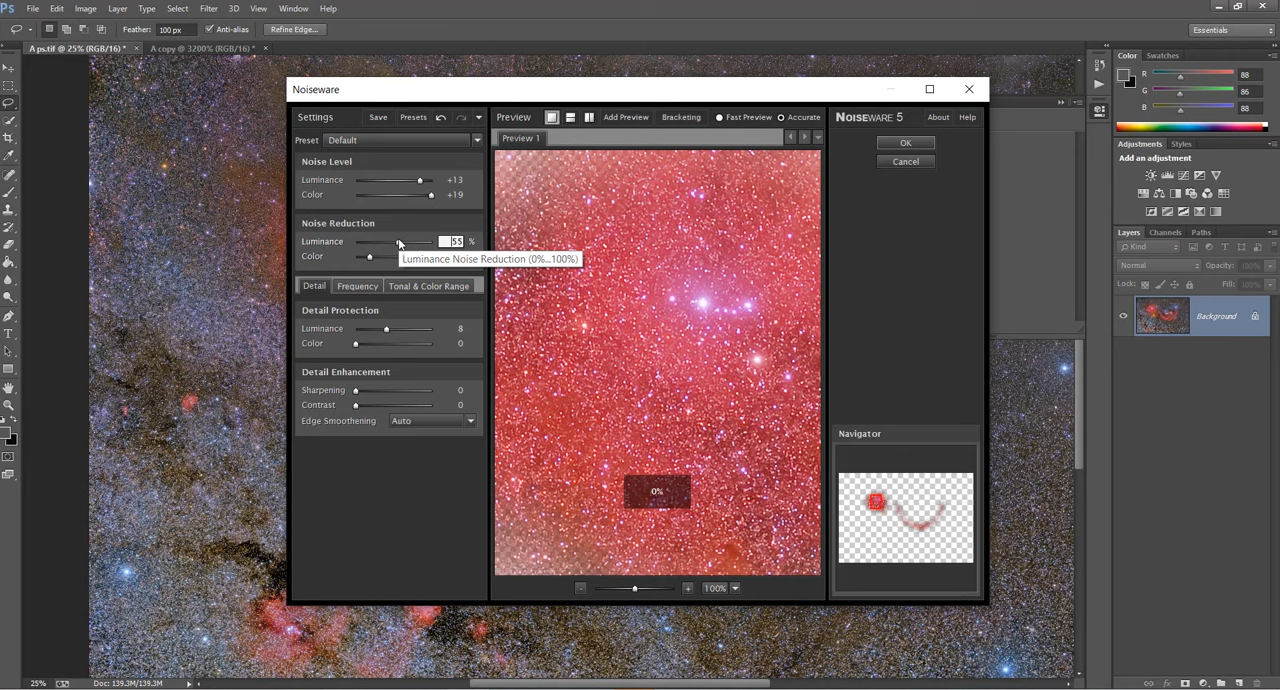 Ps File Edit Image Layer Type Select Filter 3D View Window Help
Feather: 100 px Anti-alias Refine Edge... Essentials
A ps.tif @ 25% (RGB/16) * × A copy @ 3200% (RGB/16) * ×
Color Swatches
R 88
G 86
B 88
Noiseware
Settings Save Presets Preview Add Preview Bracketing Fast Preview Accurate NOISEWARE 5 About Help
Preset Default Preview 1
OK
Cancel
Noise Level
Luminance +13
Color +19
Noise Reduction
Luminance 55 %
Color
Luminance Noise Reduction (0%...100%)
Detail Frequency Tonal & Color Range
Detail Protection
Luminance 8
Color 0
Detail Enhancement
Sharpening 0
Contrast 0
Edge Smoothening Auto
0%
- + 100%
Navigator
Adjustments Styles
Add an adjustment
Layers Channels Paths
Kind
Normal Opacity: 100%
Lock: Fill: 100%
Background
25% Doc: 139.3M/139.3M